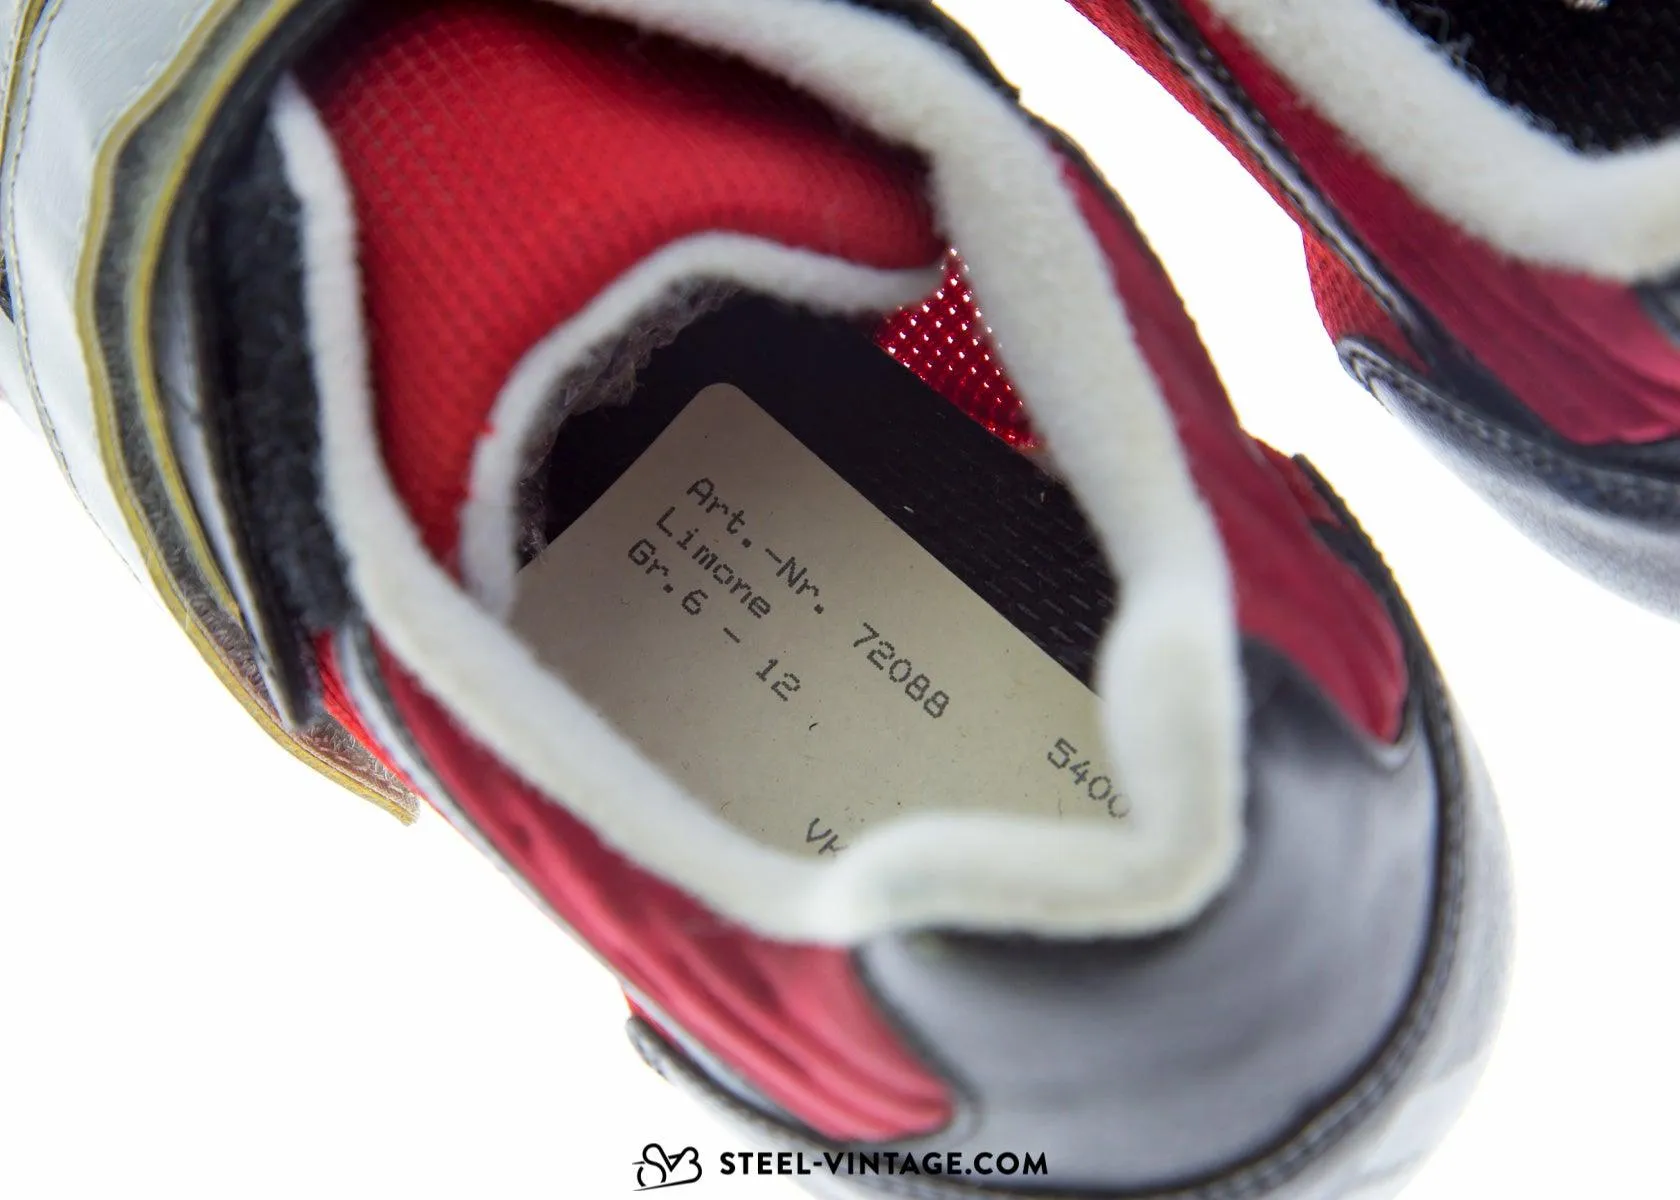 Art.-Nr. 72088 5400
Limone
Gr.6 - 12
STEEL-VINTAGE.COM